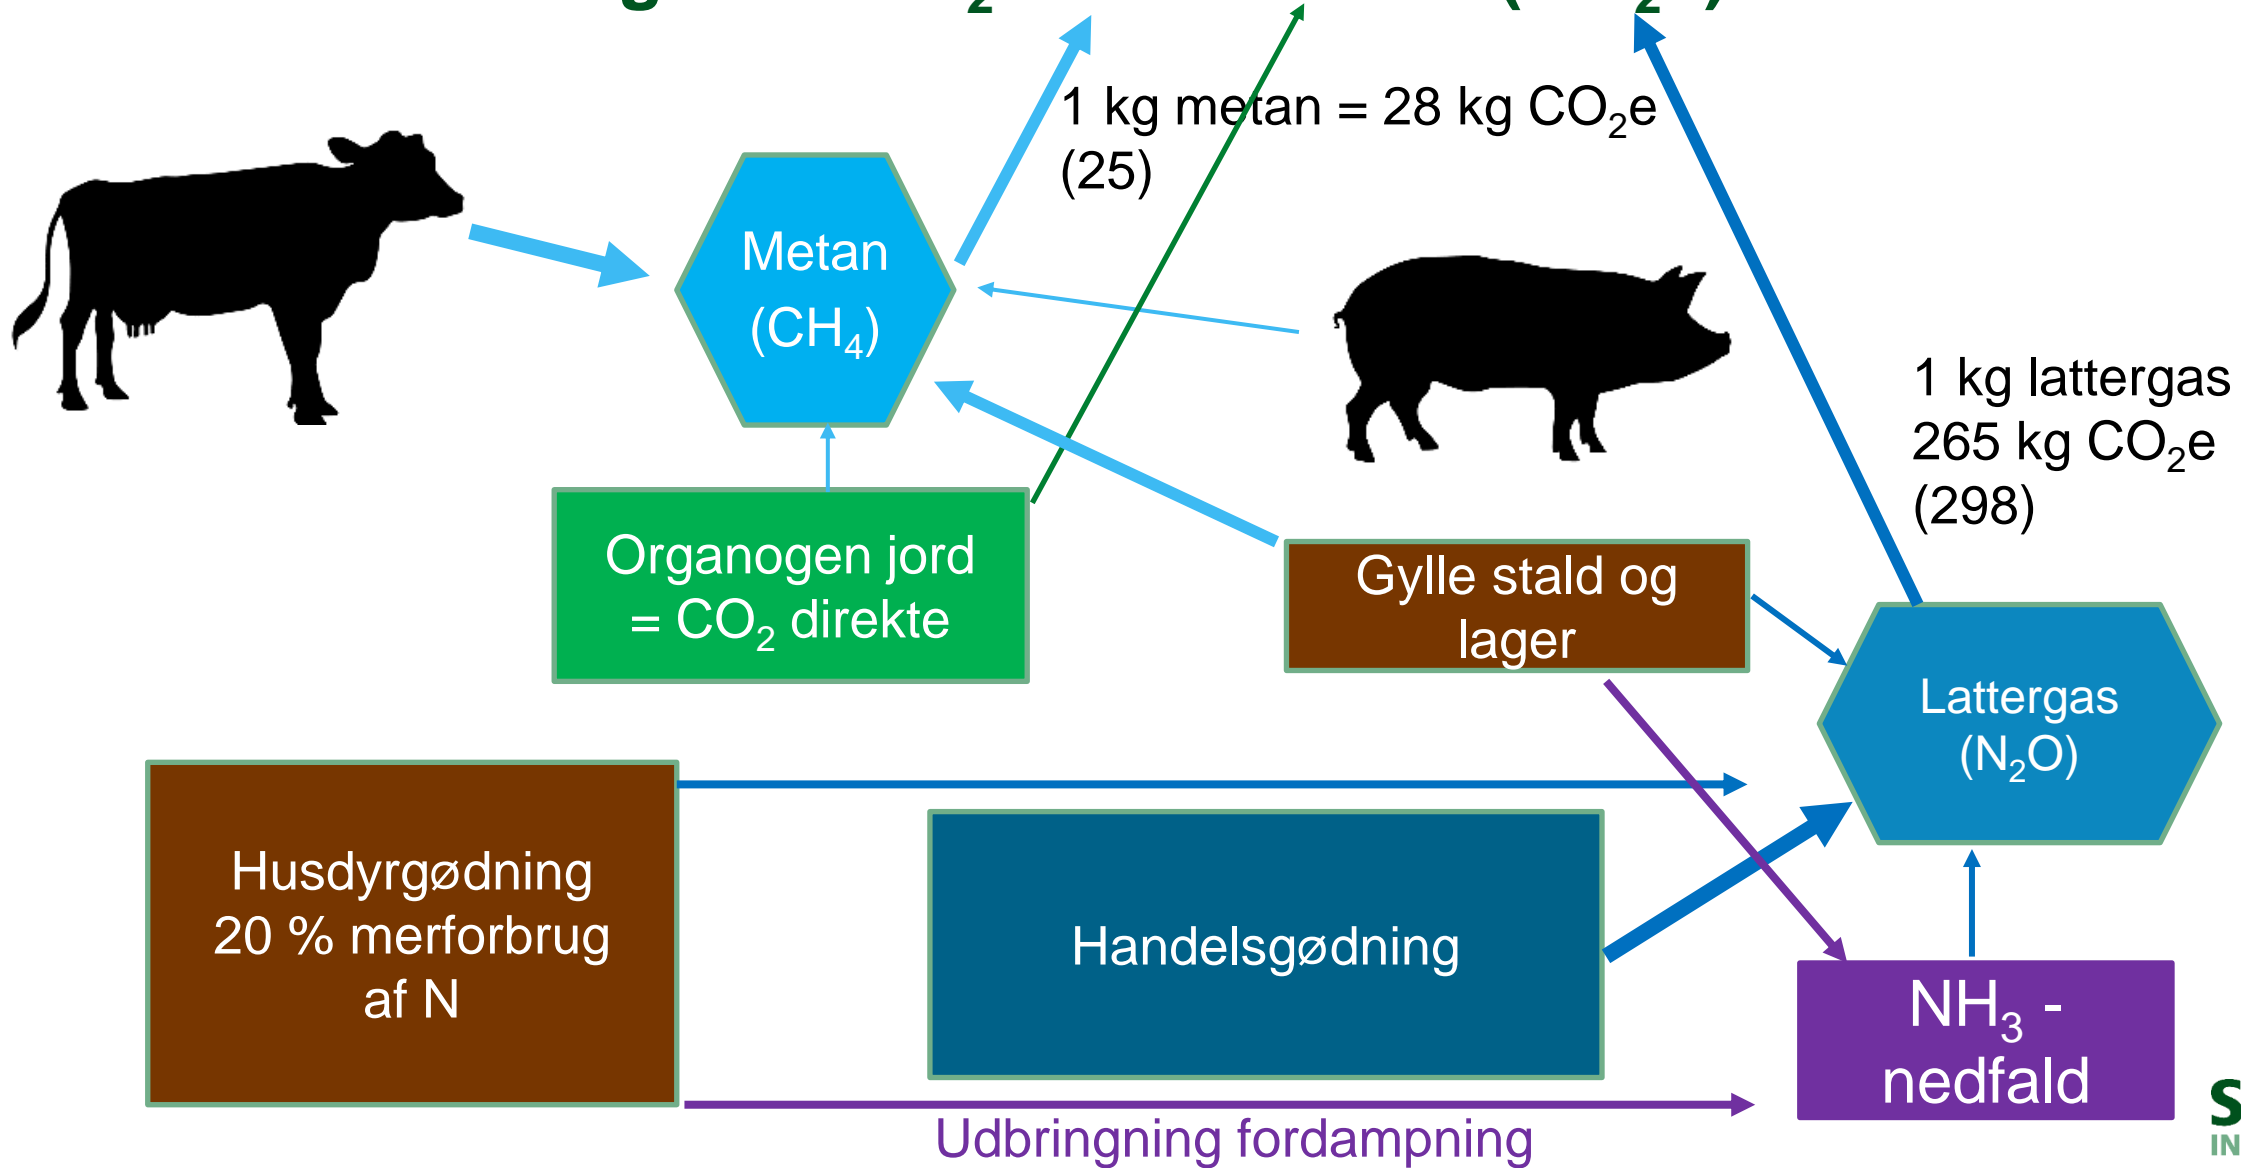 1 kg metan = 28 kg CO₂e
(25)
Metan
(CH₄)
1 kg lattergas
265 kg CO₂e
(298)
Organogen jord
= CO₂ direkte
Gylle stald og
lager
Lattergas
(N₂O)
Husdyrgødning
20 % merforbrug
af N
Handelsgødning
NH₃ -
nedfald
Udbringning fordampning